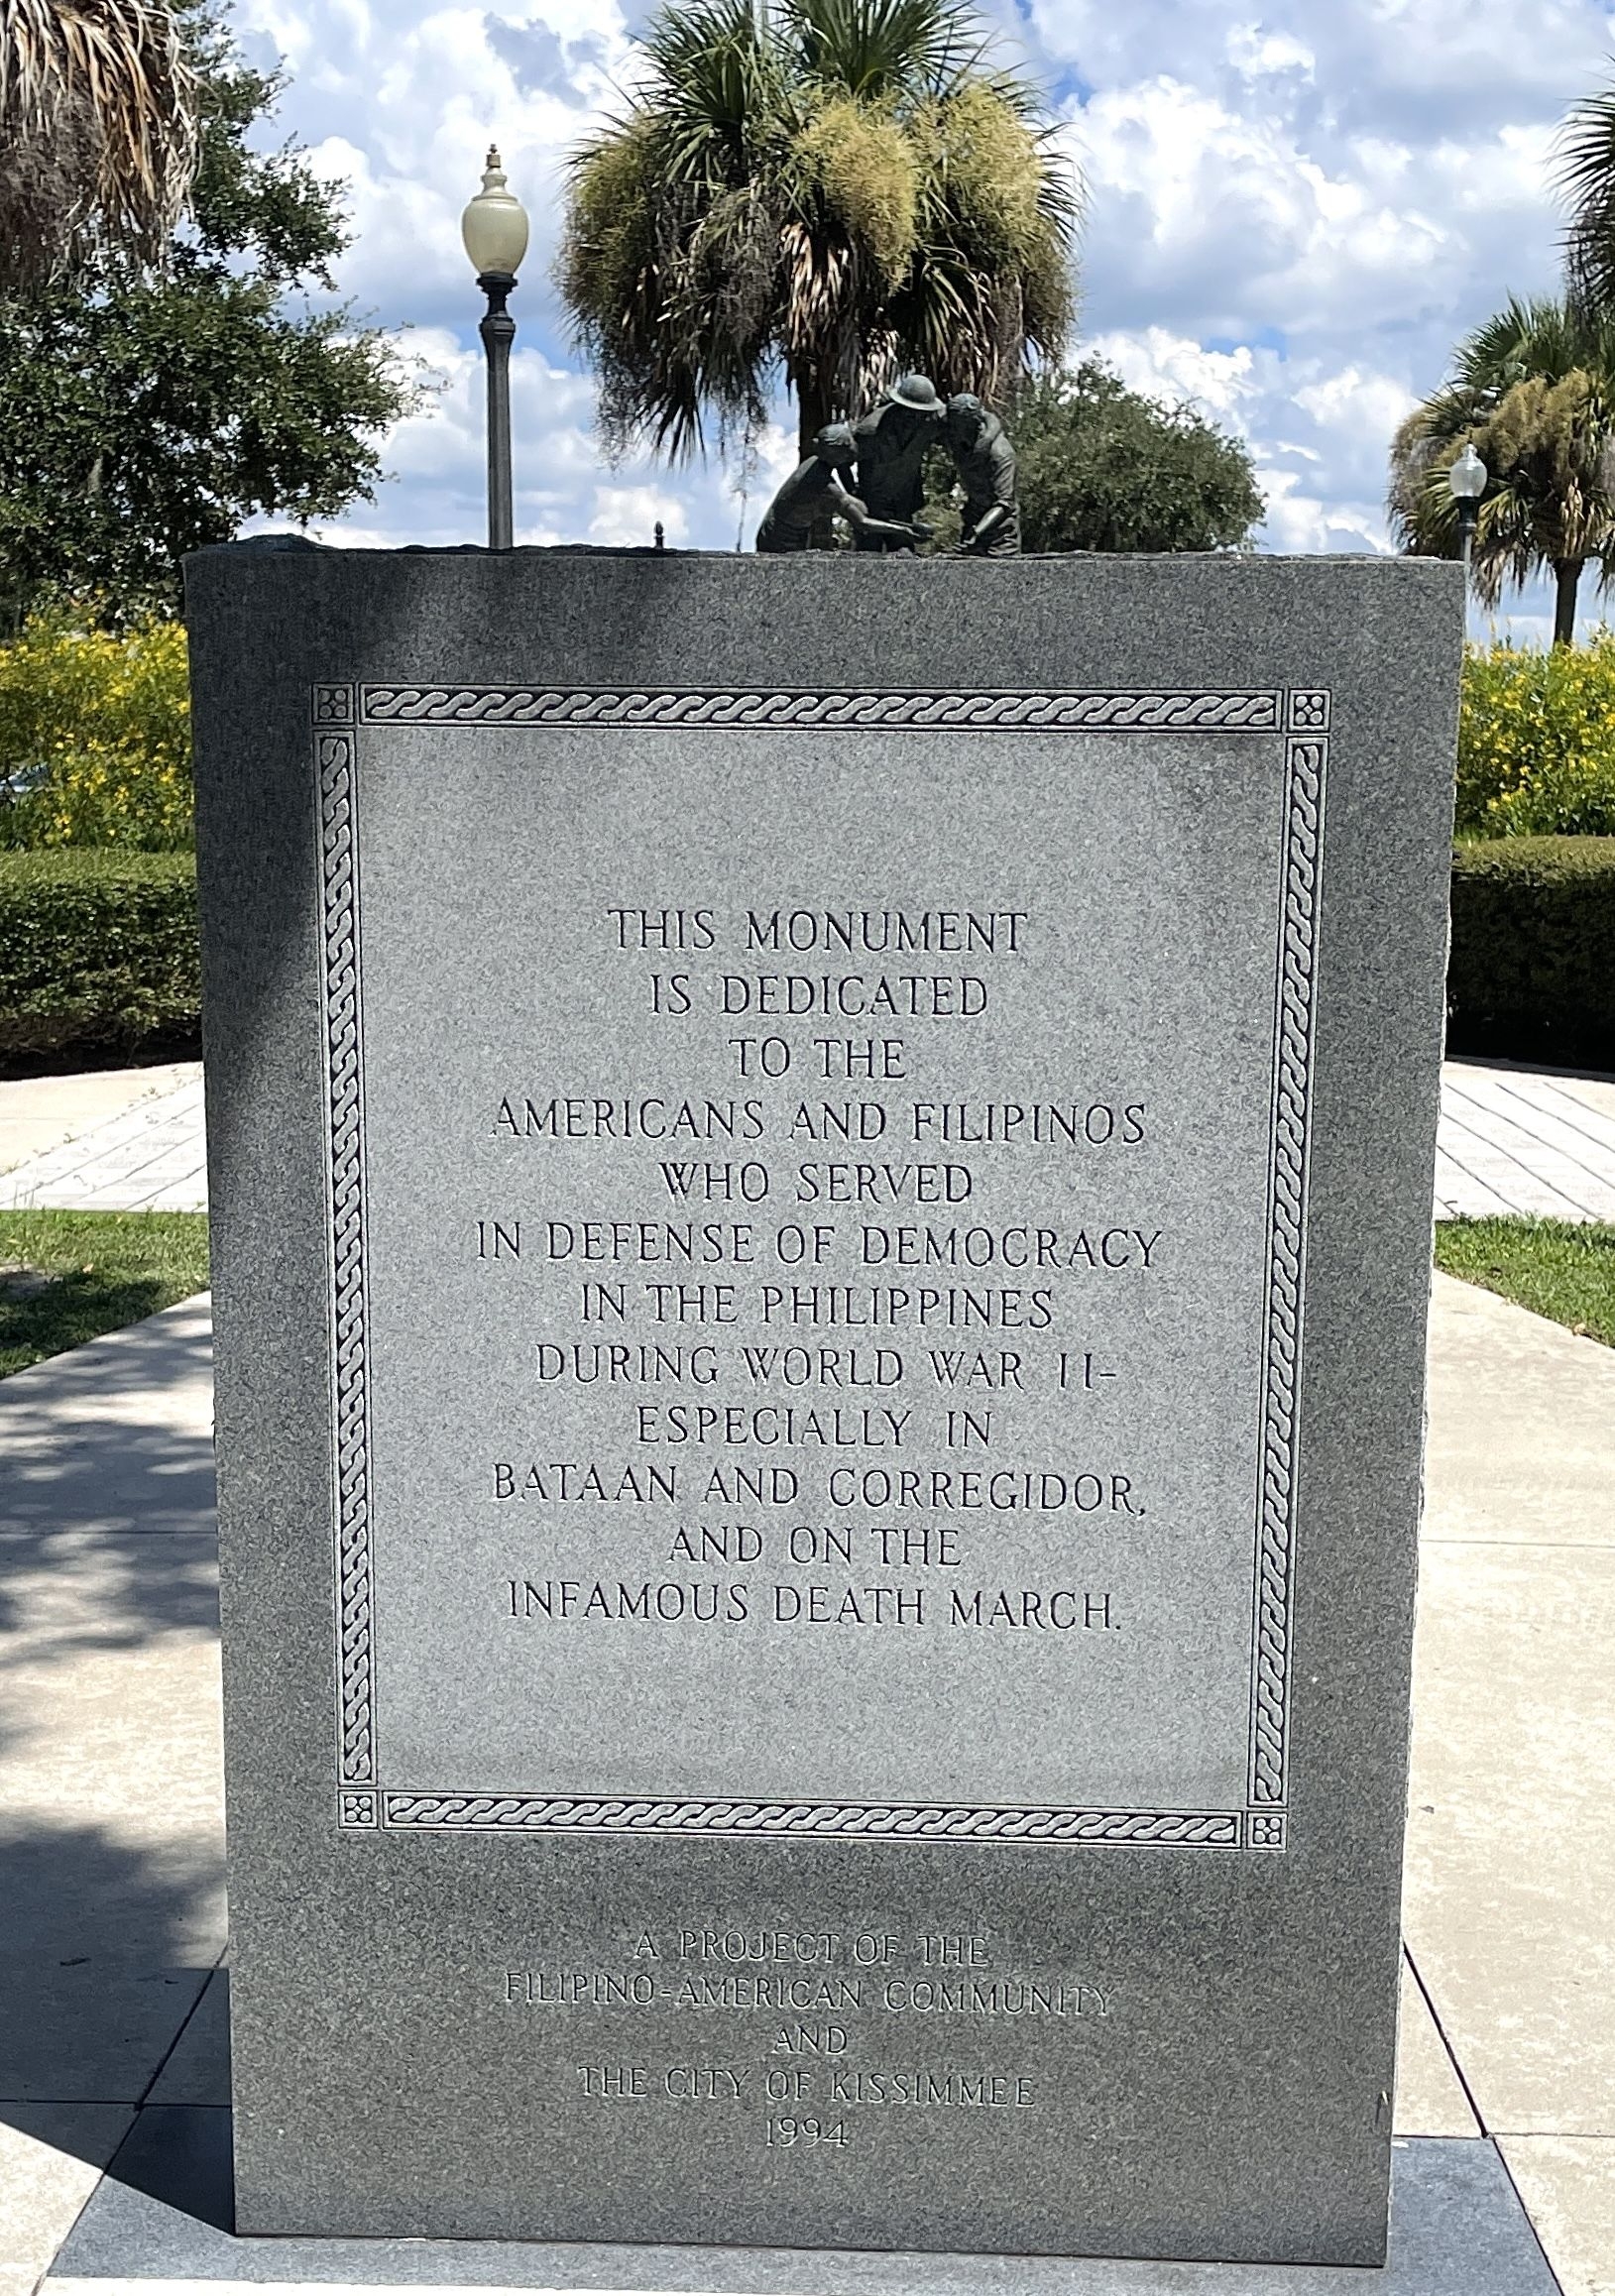 THIS MONUMENT
IS DEDICATED
TO THE
AMERICANS AND FILIPINOS
WHO SERVED
IN DEFENSE OF DEMOCRACY
IN THE PHILIPPINES
DURING WORLD WAR II-
ESPECIALLY IN
BATAAN AND CORREGIDOR,
AND ON THE
INFAMOUS DEATH MARCH.
A PROJECT OF THE
FILIPINO-AMERICAN COMMUNITY
AND
THE CITY OF KISSIMMEE
1994